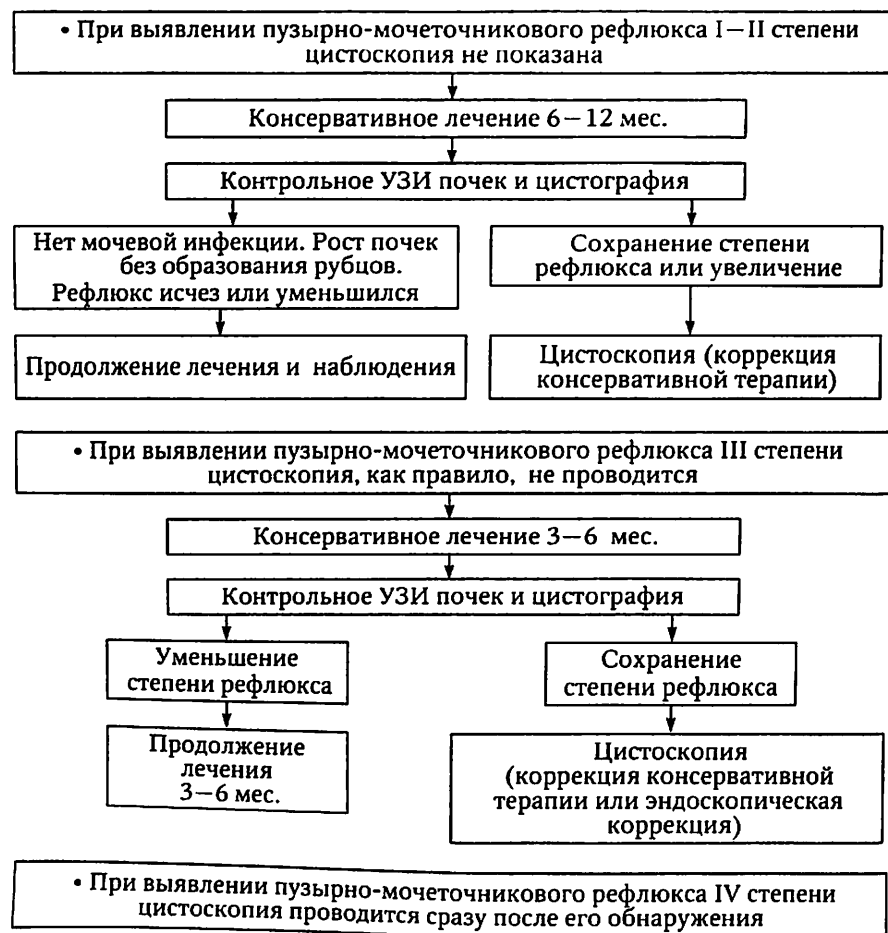 • При выявлении пузырно-мочеточникового рефлюкса I—II степени
цистоскопия не показана
Консервативное лечение 6—12 мес.
Контрольное УЗИ почек и цистография
Нет мочевой инфекции. Рост почек
без образования рубцов.
Рефлюкс исчез или уменьшился
Сохранение степени
рефлюкса или увеличение
Продолжение лечения и наблюдения
Цистоскопия (коррекция
консервативной терапии)
• При выявлении пузырно-мочеточникового рефлюкса III степени
цистоскопия, как правило, не проводится
Консервативное лечение 3—6 мес.
Контрольное УЗИ почек и цистография
Уменьшение
степени рефлюкса
Сохранение
степени рефлюкса
Продолжение
лечения
3—6 мес.
Цистоскопия
(коррекция консервативной
терапии или эндоскопическая
коррекция)
• При выявлении пузырно-мочеточникового рефлюкса IV степени
цистоскопия проводится сразу после его обнаружения